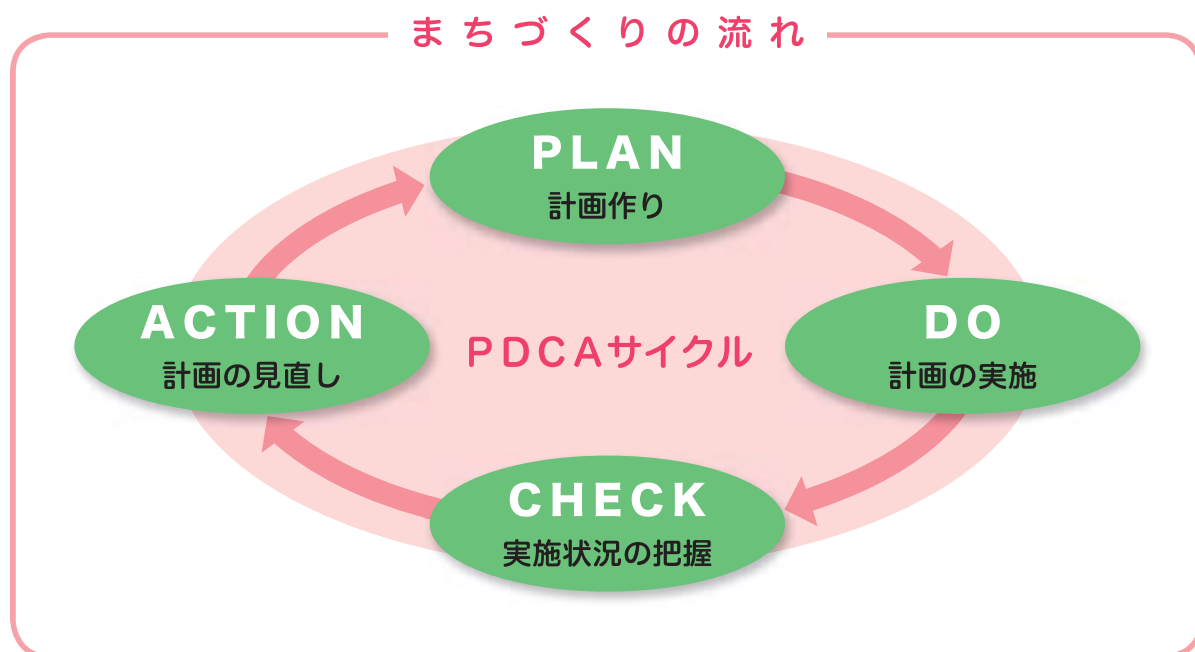 まちづくりの流れ
PLAN
計画作り
DO
計画の実施
CHECK
実施状況の把握
ACTION
計画の見直し
PDCAサイクル